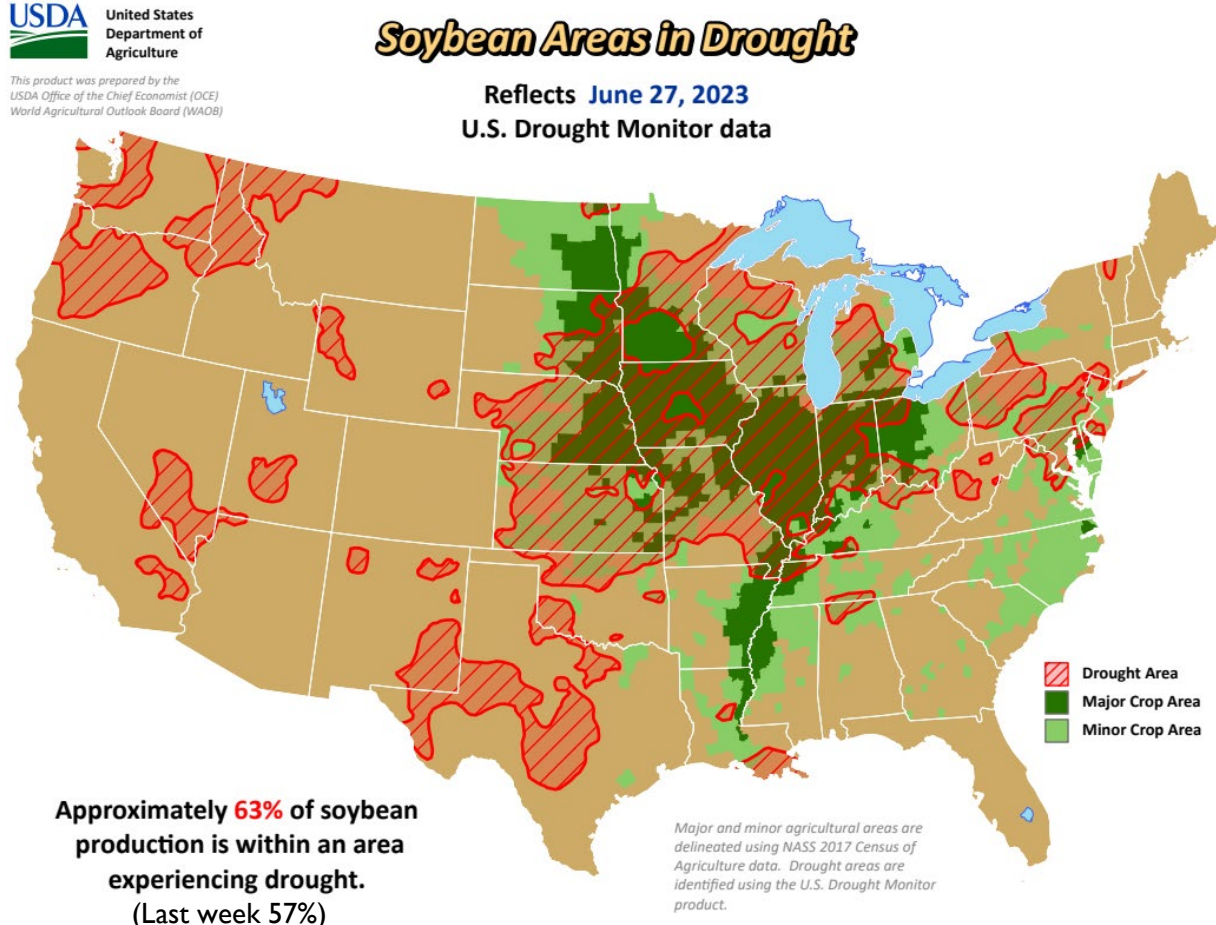 USDA
United States
Department of
Agriculture
This product was prepared by the
USDA Office of the Chief Economist (OCE)
World Agricultural Outlook Board (WAOB)
Soybean Areas in Drought
Reflects June 27, 2023
U.S. Drought Monitor data
Drought Area
Major Crop Area
Minor Crop Area
Approximately 63% of soybean
production is within an area
experiencing drought.
(Last week 57%)
Major and minor agricultural areas are
delineated using NASS 2017 Census of
Agriculture data. Drought areas are
identified using the U.S. Drought Monitor
product.